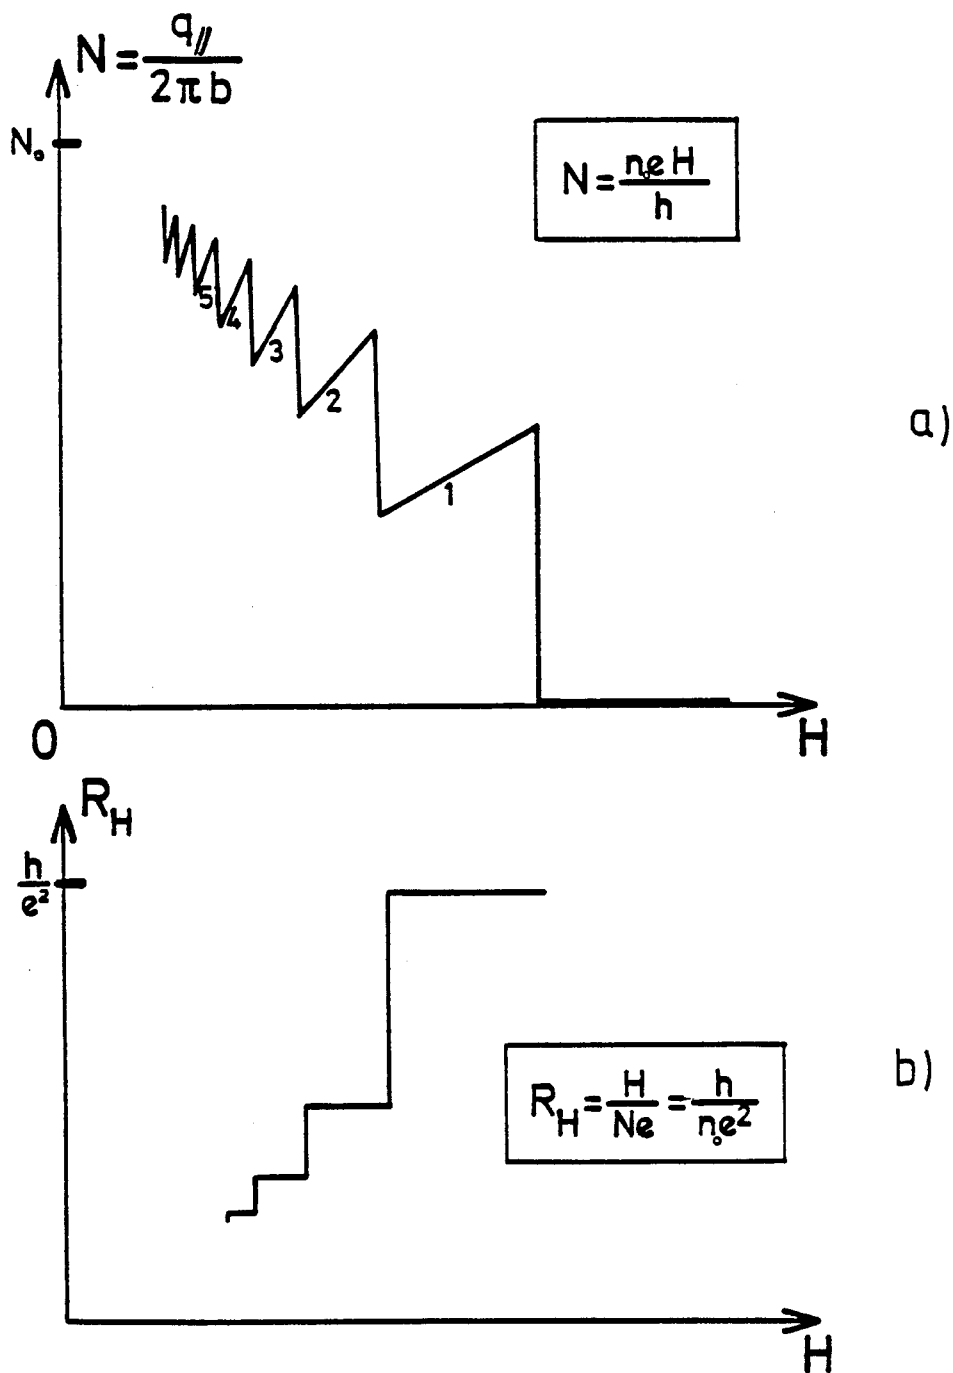 N = q∥ / 2πb
N₀
N = n₀eH / h
5
4
3
2
1
a)
0
H
R_H
h / e²
R_H = H / Ne = h / n₀e²
b)
H